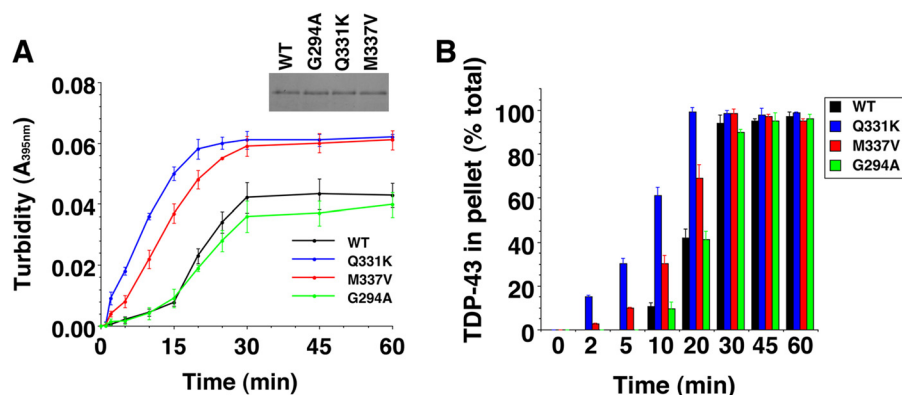 A
B
WT
G294A
Q331K
M337V
Turbidity (A395nm)
0.08
0.06
0.04
0.02
0.00
WT
Q331K
M337V
G294A
0
15
30
45
60
Time (min)
TDP-43 in pellet (% total)
100
80
60
40
20
0
WT
Q331K
M337V
G294A
0
2
5
10
20
30
45
60
Time (min)